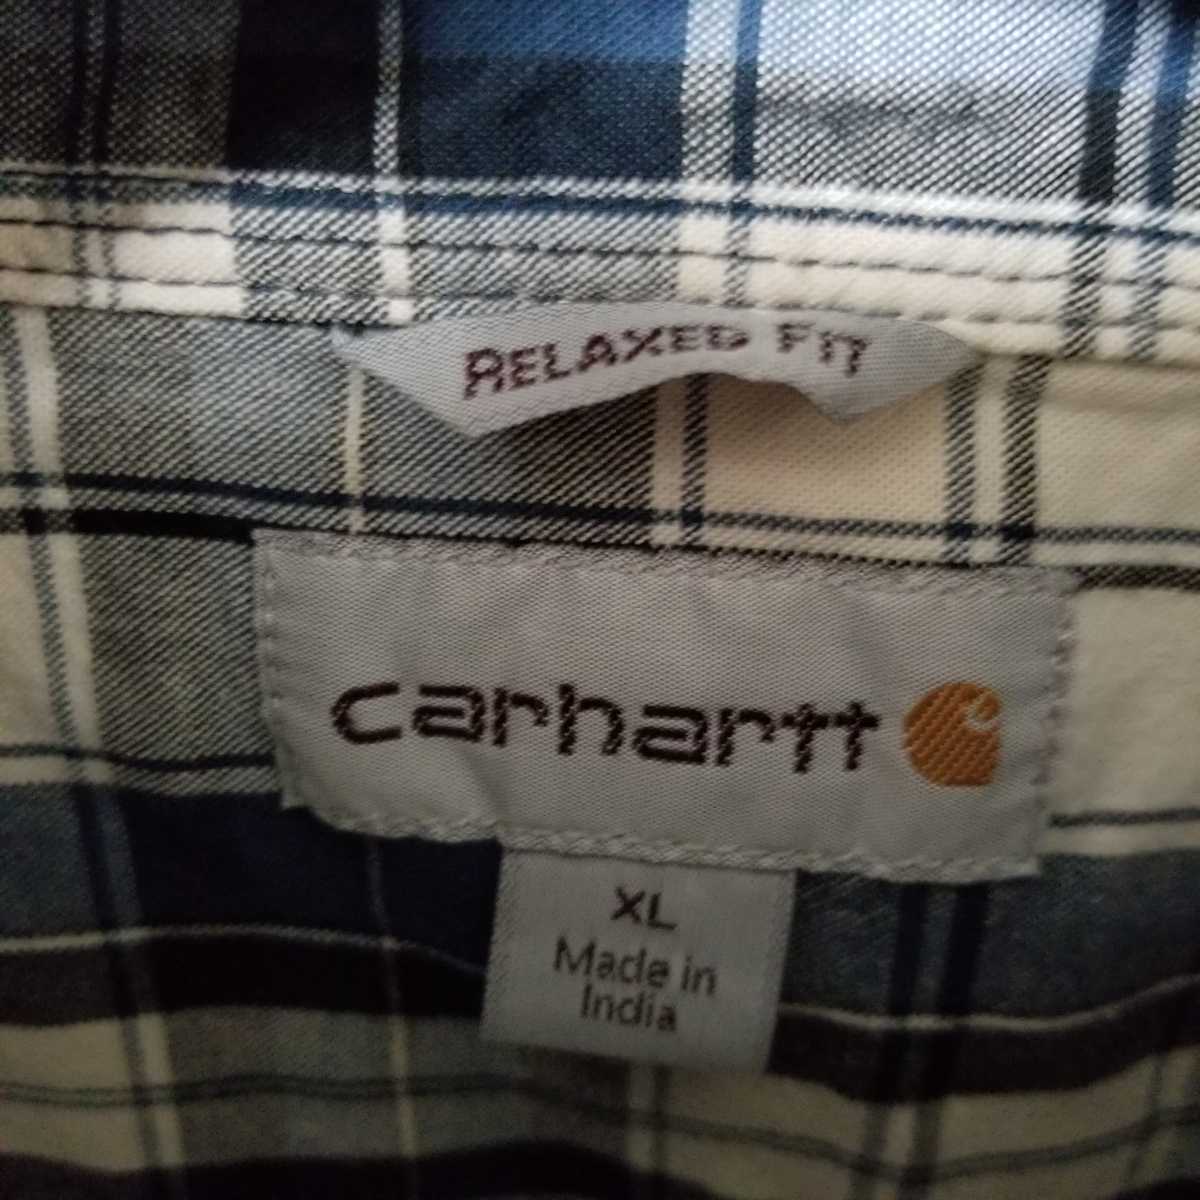 RELAXED FIT
carhartt
XL
Made in
India